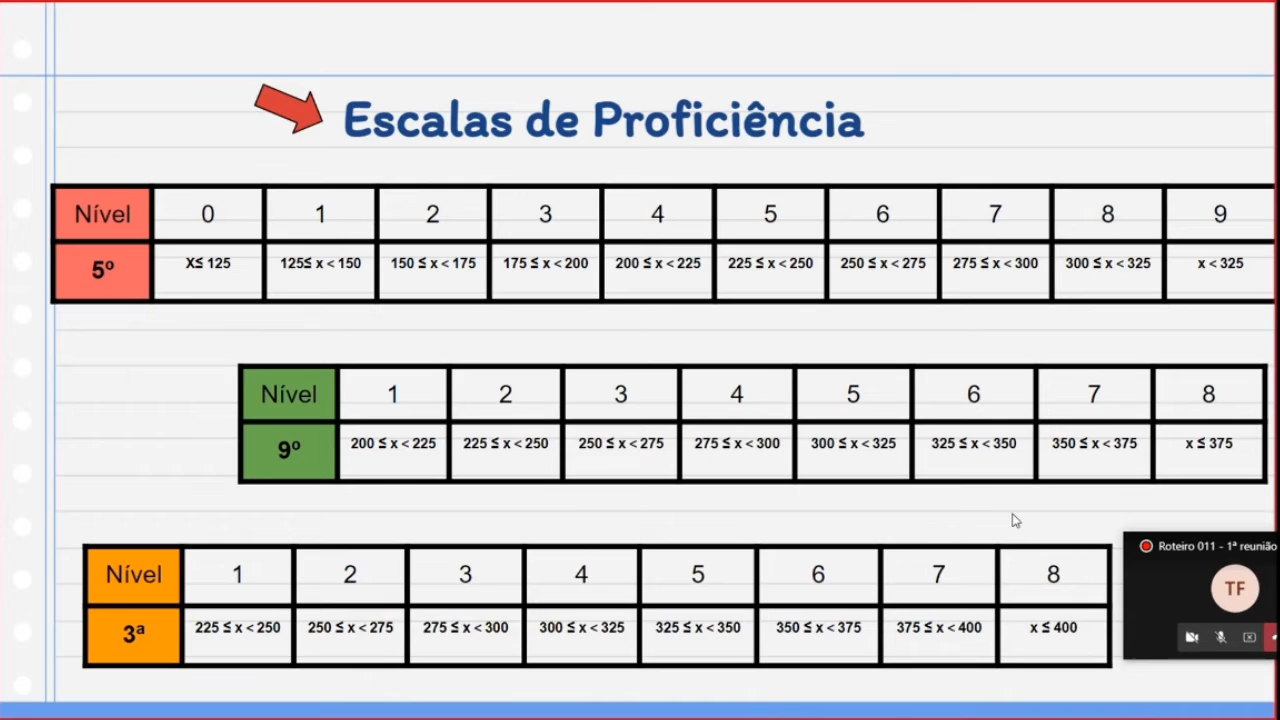 Escalas de Proficiência
Nível 0 1 2 3 4 5 6 7 8 9
5º X≤ 125 125≤ x < 150 150 ≤ x < 175 175 ≤ x < 200 200 ≤ x < 225 225 ≤ x < 250 250 ≤ x < 275 275 ≤ x < 300 300 ≤ x < 325 x < 325
Nível 1 2 3 4 5 6 7 8
9º 200 ≤ x < 225 225 ≤ x < 250 250 ≤ x < 275 275 ≤ x < 300 300 ≤ x < 325 325 ≤ x < 350 350 ≤ x < 375 x ≤ 375
Nível 1 2 3 4 5 6 7 8
3ª 225 ≤ x < 250 250 ≤ x < 275 275 ≤ x < 300 300 ≤ x < 325 325 ≤ x < 350 350 ≤ x < 375 375 ≤ x < 400 x ≤ 400
Roteiro 011 - 1ª reunião
TF